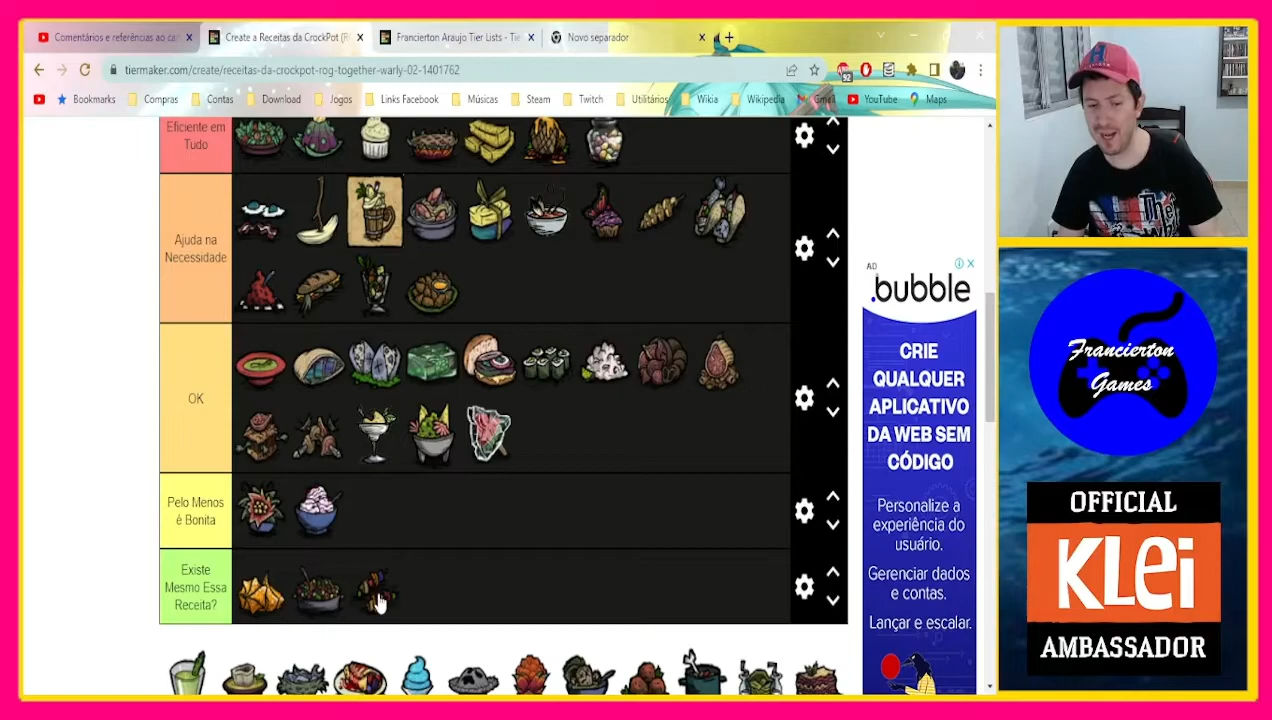 Comentários e referências ao car
Create a Receitas da CrockPot (R
Francierton Araujo Tier Lists - Tie
Novo separador
tiermaker.com/create/receitas-da-crockpot-rog-together-warly-02-1401762
92
Bookmarks
Compras
Contas
Download
Jogos
Links Facebook
Músicas
Steam
Twitch
Utilitários
Wikia
Wikipedia
Gmail
YouTube
Maps
Eficiente em
Tudo
Ajuda na
Necessidade
OK
Pelo Menos
é Bonita
Existe
Mesmo Essa
Receita?
AD
.bubble
CRIE
QUALQUER
APLICATIVO
DA WEB SEM
CÓDIGO
Personalize a
experiência do
usuário.
Gerenciar dados
e contas.
Lançar e escalar.
Francierton
Games
OFFICIAL
KLei
AMBASSADOR